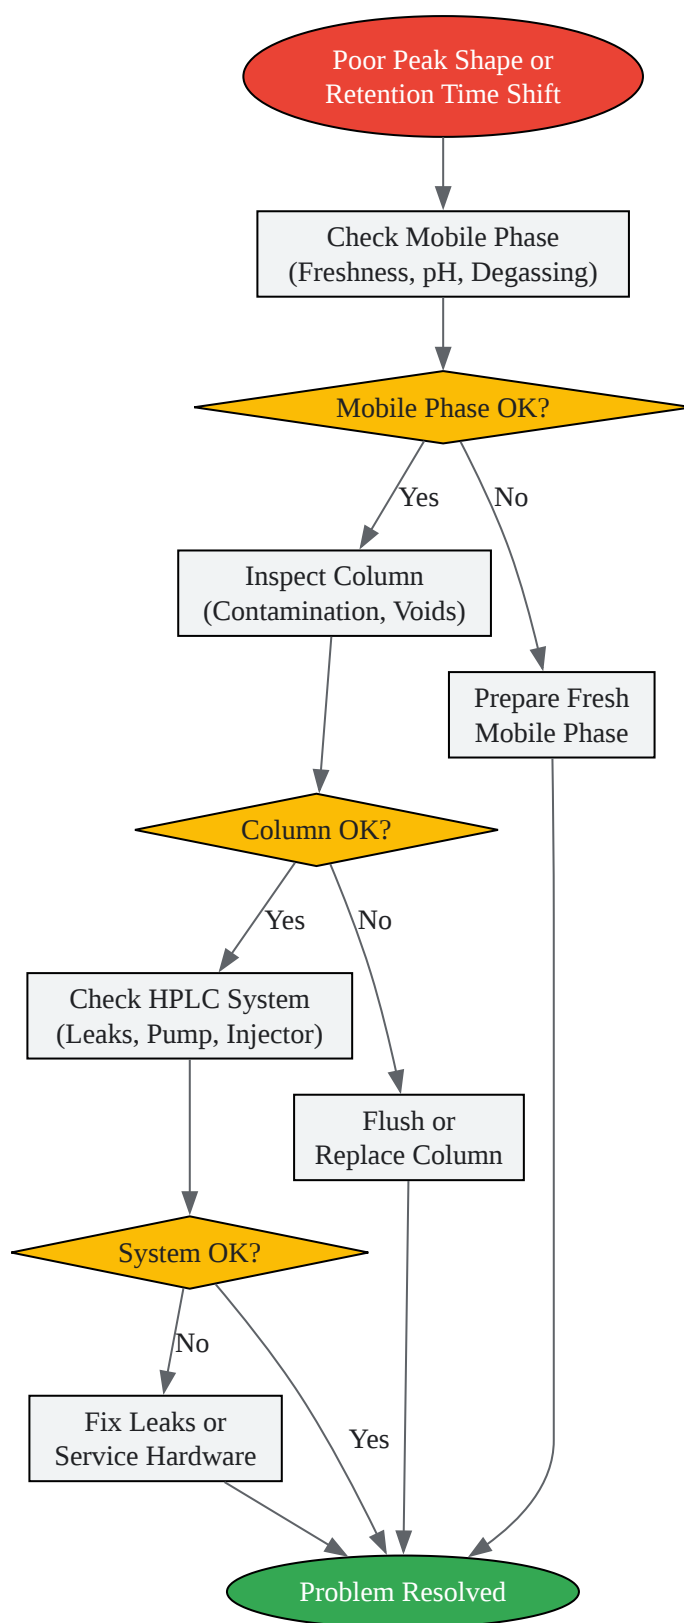 Poor Peak Shape or
Retention Time Shift
Check Mobile Phase
(Freshness, pH, Degassing)
Mobile Phase OK?
Yes
No
Inspect Column
(Contamination, Voids)
Prepare Fresh
Mobile Phase
Column OK?
Yes
No
Check HPLC System
(Leaks, Pump, Injector)
Flush or
Replace Column
System OK?
No
Fix Leaks or
Service Hardware
Yes
Problem Resolved